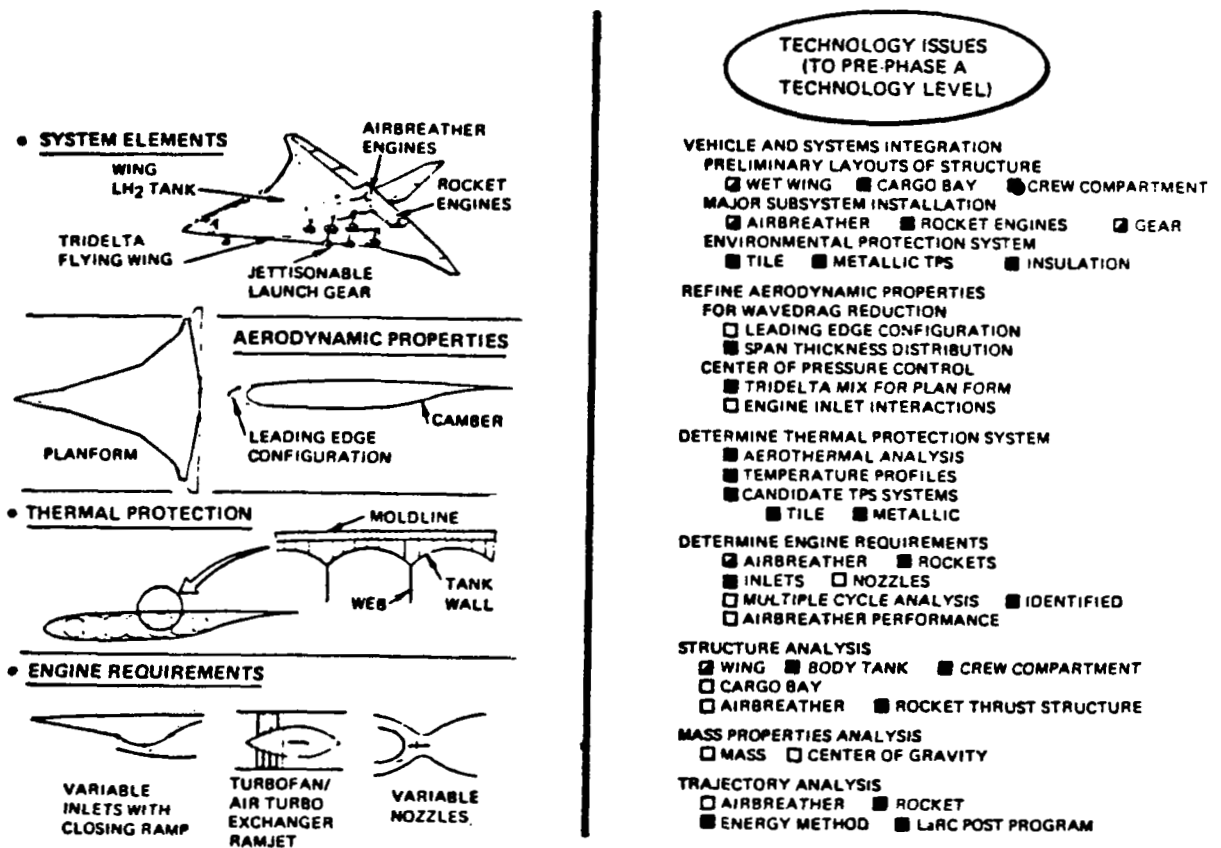 • SYSTEM ELEMENTS
WING
LH2 TANK
AIRBREATHER
ENGINES
ROCKET
ENGINES
TRIDELTA
FLYING WING
JETTISONABLE
LAUNCH GEAR
AERODYNAMIC PROPERTIES
PLANFORM
LEADING EDGE
CONFIGURATION
CAMBER
• THERMAL PROTECTION
MOLDLINE
WEB
TANK
WALL
• ENGINE REQUIREMENTS
VARIABLE
INLETS WITH
CLOSING RAMP
TURBOFAN/
AIR TURBO
EXCHANGER
RAMJET
VARIABLE
NOZZLES
TECHNOLOGY ISSUES
(TO PRE-PHASE A
TECHNOLOGY LEVEL)
VEHICLE AND SYSTEMS INTEGRATION
PRELIMINARY LAYOUTS OF STRUCTURE
WET WING CARGO BAY CREW COMPARTMENT
MAJOR SUBSYSTEM INSTALLATION
AIRBREATHER ROCKET ENGINES GEAR
ENVIRONMENTAL PROTECTION SYSTEM
TILE METALLIC TPS INSULATION
REFINE AERODYNAMIC PROPERTIES
FOR WAVEDRAG REDUCTION
LEADING EDGE CONFIGURATION
SPAN THICKNESS DISTRIBUTION
CENTER OF PRESSURE CONTROL
TRIDELTA MIX FOR PLAN FORM
ENGINE INLET INTERACTIONS
DETERMINE THERMAL PROTECTION SYSTEM
AEROTHERMAL ANALYSIS
TEMPERATURE PROFILES
CANDIDATE TPS SYSTEMS
TILE METALLIC
DETERMINE ENGINE REQUIREMENTS
AIRBREATHER ROCKETS
INLETS NOZZLES
MULTIPLE CYCLE ANALYSIS IDENTIFIED
AIRBREATHER PERFORMANCE
STRUCTURE ANALYSIS
WING BODY TANK CREW COMPARTMENT
CARGO BAY
AIRBREATHER ROCKET THRUST STRUCTURE
MASS PROPERTIES ANALYSIS
MASS CENTER OF GRAVITY
TRAJECTORY ANALYSIS
AIRBREATHER ROCKET
ENERGY METHOD LaRC POST PROGRAM